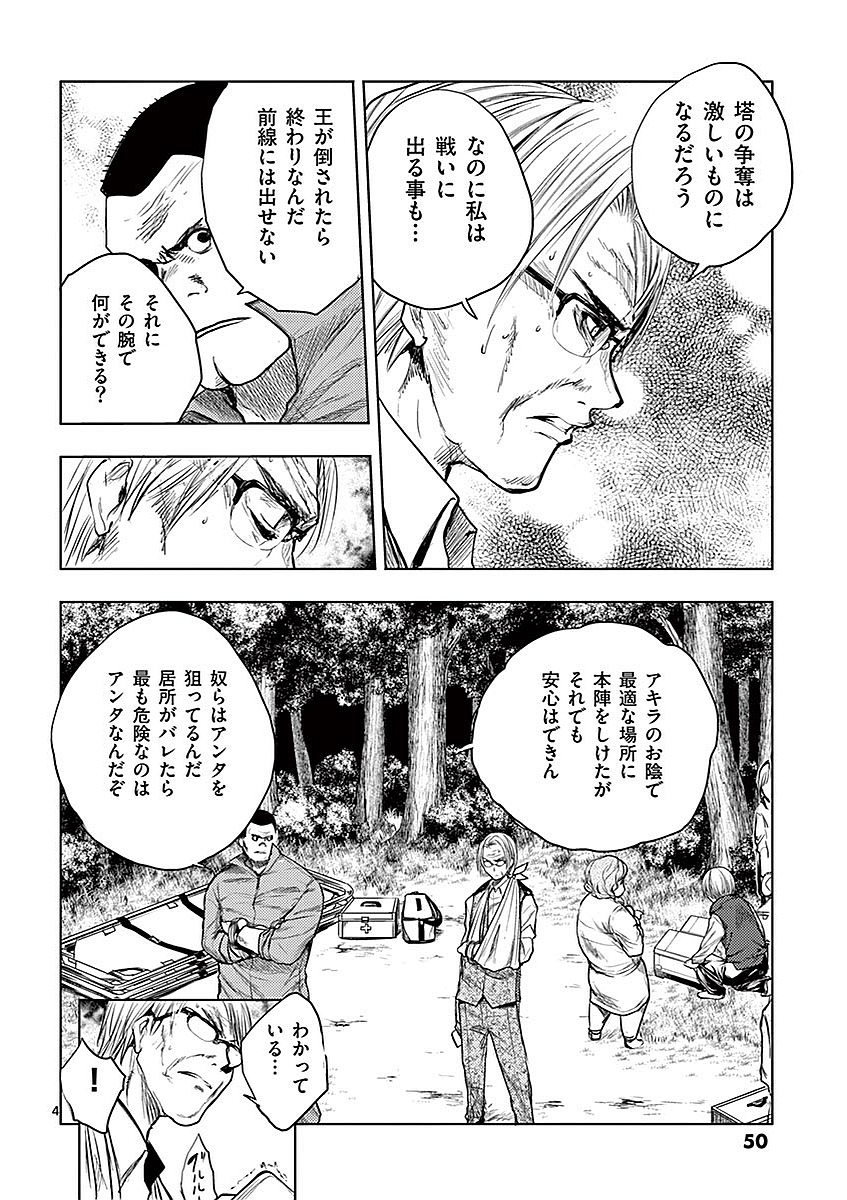 塔の争奪は
激しいものに
なるだろう
なのに私は
戦いに
出る事も…
王が倒されたら
終わりなんだ
前線には出せない
それに
その腕で
何ができる?
アキラのお陰で
最適な場所に
本陣をしけたが
それでも
安心はできん
奴らはアンタを
狙ってるんだ
居所がバレたら
最も危険なのは
アンタなんだぞ
わかって
いる…
!
ブルルル
4
50